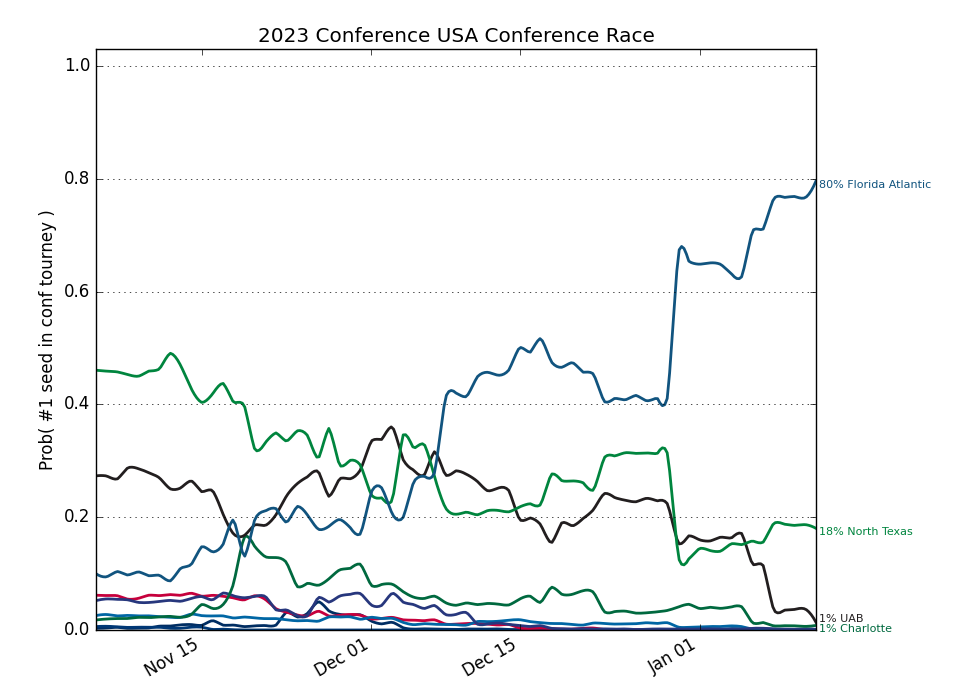 2023 Conference USA Conference Race
Prob( #1 seed in conf tourney )
1.0
0.8
0.6
0.4
0.2
0.0
80% Florida Atlantic
18% North Texas
1% UAB
1% Charlotte
Nov 15
Dec 01
Dec 15
Jan 01